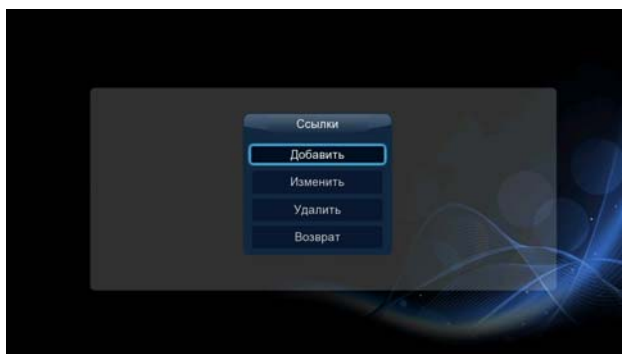 Ссылки
Добавить
Изменить
Удалить
Возврат